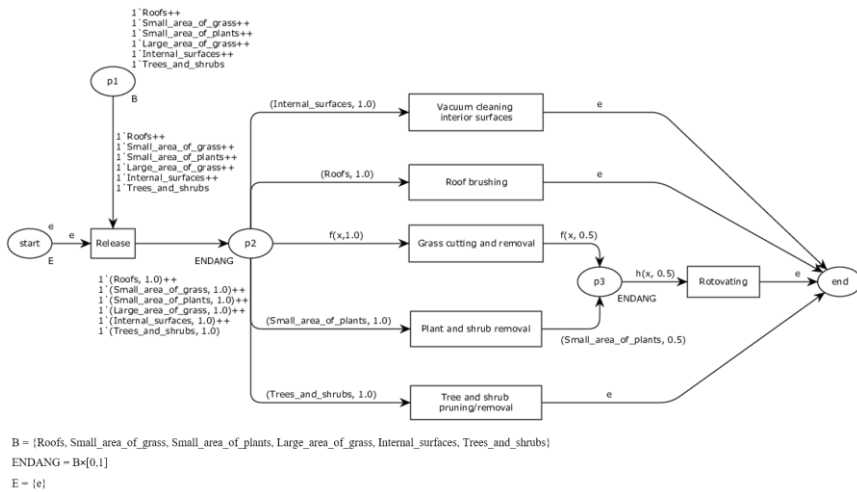 1`Roofs++
1`Small_area_of_grass++
1`Small_area_of_plants++
1`Large_area_of_grass++
1`Internal_surfaces++
1`Trees_and_shrubs
p1
B
1`Roofs++
1`Small_area_of_grass++
1`Small_area_of_plants++
1`Large_area_of_grass++
1`Internal_surfaces++
1`Trees_and_shrubs
start
E
e
e
Release
p2
ENDANG
1`(Roofs, 1.0)++
1`(Small_area_of_grass, 1.0)++
1`(Small_area_of_plants, 1.0)++
1`(Large_area_of_grass, 1.0)++
1`(Internal_surfaces, 1.0)++
1`(Trees_and_shrubs, 1.0)
(Internal_surfaces, 1.0)
Vacuum cleaning
interior surfaces
e
(Roofs, 1.0)
Roof brushing
e
f(x,1.0)
Grass cutting and removal
f(x, 0.5)
p3
ENDANG
h(x, 0.5)
Rotovating
e
end
(Small_area_of_plants, 1.0)
Plant and shrub removal
(Small_area_of_plants, 0.5)
(Trees_and_shrubs, 1.0)
Tree and shrub
pruning/removal
e
B = {Roofs, Small_area_of_grass, Small_area_of_plants, Large_area_of_grass, Internal_surfaces, Trees_and_shrubs}
ENDANG = B×[0,1]
E = {e}